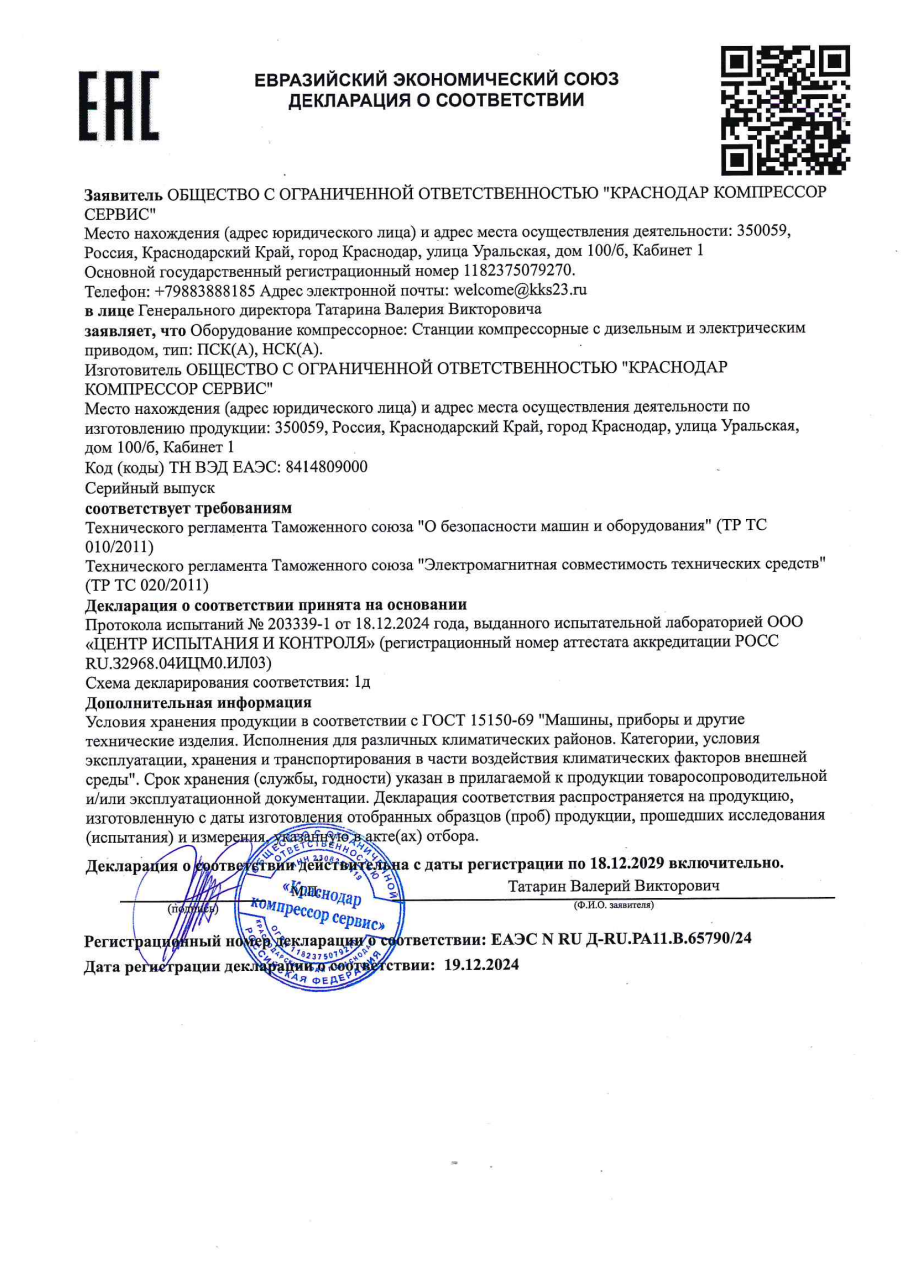 ЕАС
ЕВРАЗИЙСКИЙ ЭКОНОМИЧЕСКИЙ СОЮЗ
ДЕКЛАРАЦИЯ О СООТВЕТСТВИИ
Заявитель ОБЩЕСТВО С ОГРАНИЧЕННОЙ ОТВЕТСТВЕННОСТЬЮ "КРАСНОДАР КОМПРЕССОР
СЕРВИС"
Место нахождения (адрес юридического лица) и адрес места осуществления деятельности: 350059,
Россия, Краснодарский Край, город Краснодар, улица Уральская, дом 100/б, Кабинет 1
Основной государственный регистрационный номер 1182375079270.
Телефон: +79883888185 Адрес электронной почты: welcome@kks23.ru
в лице Генерального директора Татарина Валерия Викторовича
заявляет, что Оборудование компрессорное: Станции компрессорные с дизельным и электрическим
приводом, тип: ПСК(А), НСК(А).
Изготовитель ОБЩЕСТВО С ОГРАНИЧЕННОЙ ОТВЕТСТВЕННОСТЬЮ "КРАСНОДАР
КОМПРЕССОР СЕРВИС"
Место нахождения (адрес юридического лица) и адрес места осуществления деятельности по
изготовлению продукции: 350059, Россия, Краснодарский Край, город Краснодар, улица Уральская,
дом 100/б, Кабинет 1
Код (коды) ТН ВЭД ЕАЭС: 8414809000
Серийный выпуск
соответствует требованиям
Технического регламента Таможенного союза "О безопасности машин и оборудования" (ТР ТС
010/2011)
Технического регламента Таможенного союза "Электромагнитная совместимость технических средств"
(ТР ТС 020/2011)
Декларация о соответствии принята на основании
Протокола испытаний № 203339-1 от 18.12.2024 года, выданного испытательной лабораторией ООО
«ЦЕНТР ИСПЫТАНИЯ И КОНТРОЛЯ» (регистрационный номер аттестата аккредитации РОСС
RU.32968.04ИЦМ0.ИЛ03)
Схема декларирования соответствия: 1д
Дополнительная информация
Условия хранения продукции в соответствии с ГОСТ 15150-69 "Машины, приборы и другие
технические изделия. Исполнения для различных климатических районов. Категории, условия
эксплуатации, хранения и транспортирования в части воздействия климатических факторов внешней
среды". Срок хранения (службы, годности) указан в прилагаемой к продукции товаросопроводительной
и/или эксплуатационной документации. Декларация соответствия распространяется на продукцию,
изготовленную с даты изготовления отобранных образцов (проб) продукции, прошедших исследования
(испытания) и измерения, указанную в акте(ах) отбора.
Декларация о соответствии действительна с даты регистрации по 18.12.2029 включительно.
М.П.
Татарин Валерий Викторович
(подпись)
(Ф.И.О. заявителя)
ОБЩЕСТВО С ОГРАНИЧЕННОЙ
ОТВЕТСТВЕННОСТЬЮ
«Краснодар
компрессор сервис»
РОССИЙСКАЯ ФЕДЕРАЦИЯ
Регистрационный номер декларации о соответствии: ЕАЭС N RU Д-RU.РА11.В.65790/24
Дата регистрации декларации о соответствии: 19.12.2024